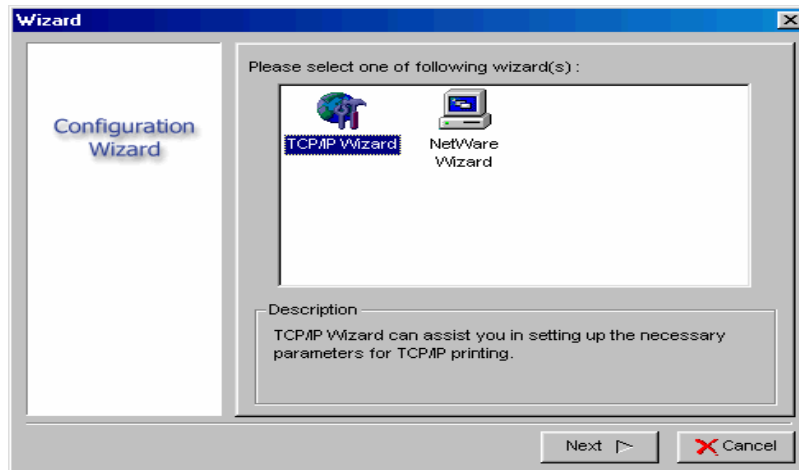 Wizard
Configuration
Wizard
Please select one of following wizard(s) :
TCP/IP Wizard
NetWare
Wizard
Description
TCP/IP Wizard can assist you in setting up the necessary
parameters for TCP/IP printing.
Next
Cancel